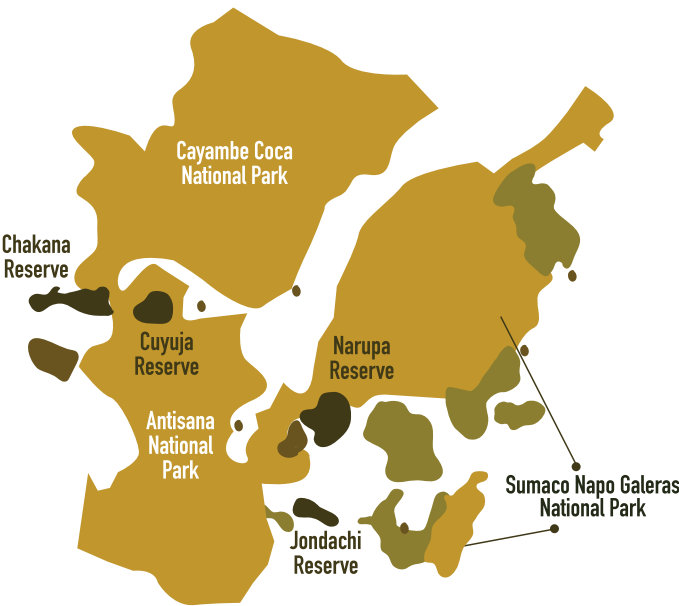 Cayambe Coca
National Park
Chakana
Reserve
Cuyuja
Reserve
Narupa
Reserve
Antisana
National
Park
Sumaco Napo Galeras
National Park
Jondachi
Reserve